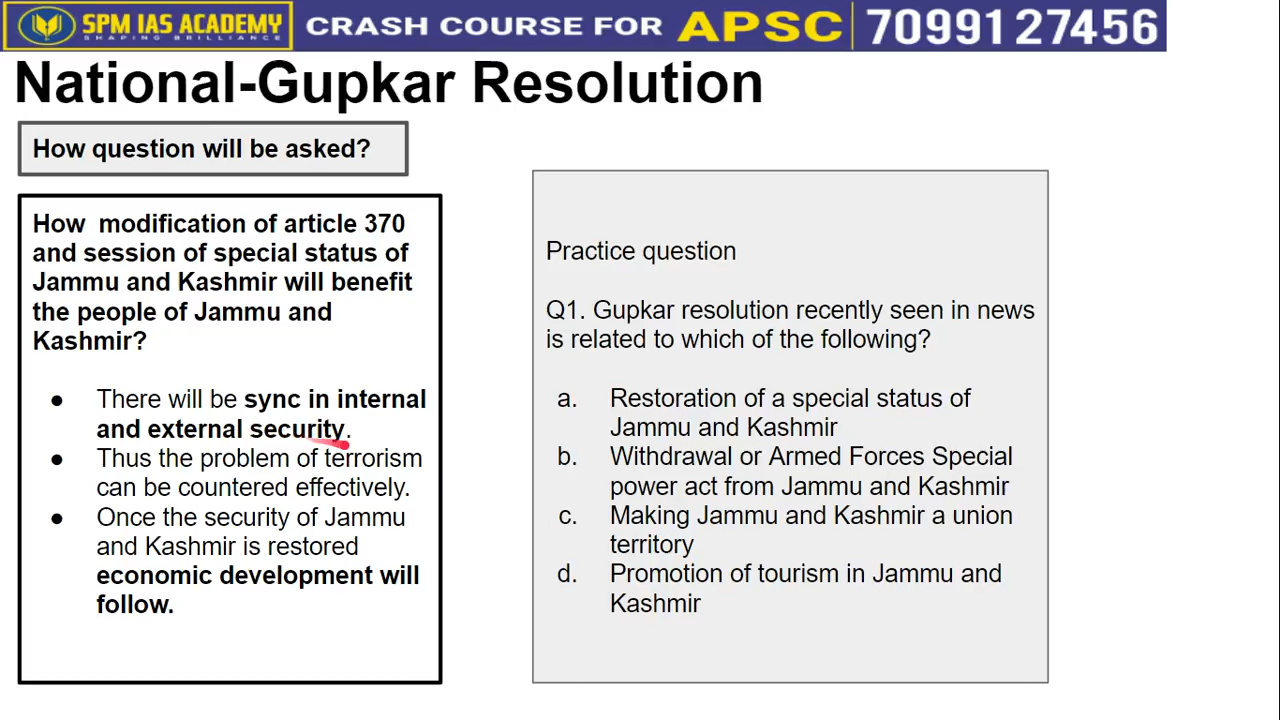 SPM IAS ACADEMY
SHAPING BRILLIANCE
CRASH COURSE FOR APSC 70991 27456
National-Gupkar Resolution
How question will be asked?
How  modification of article 370
and session of special status of
Jammu and Kashmir will benefit
the people of Jammu and
Kashmir?
● There will be sync in internal
and external security.
● Thus the problem of terrorism
can be countered effectively.
● Once the security of Jammu
and Kashmir is restored
economic development will
follow.
Practice question
Q1. Gupkar resolution recently seen in news
is related to which of the following?
a. Restoration of a special status of
Jammu and Kashmir
b. Withdrawal or Armed Forces Special
power act from Jammu and Kashmir
c. Making Jammu and Kashmir a union
territory
d. Promotion of tourism in Jammu and
Kashmir